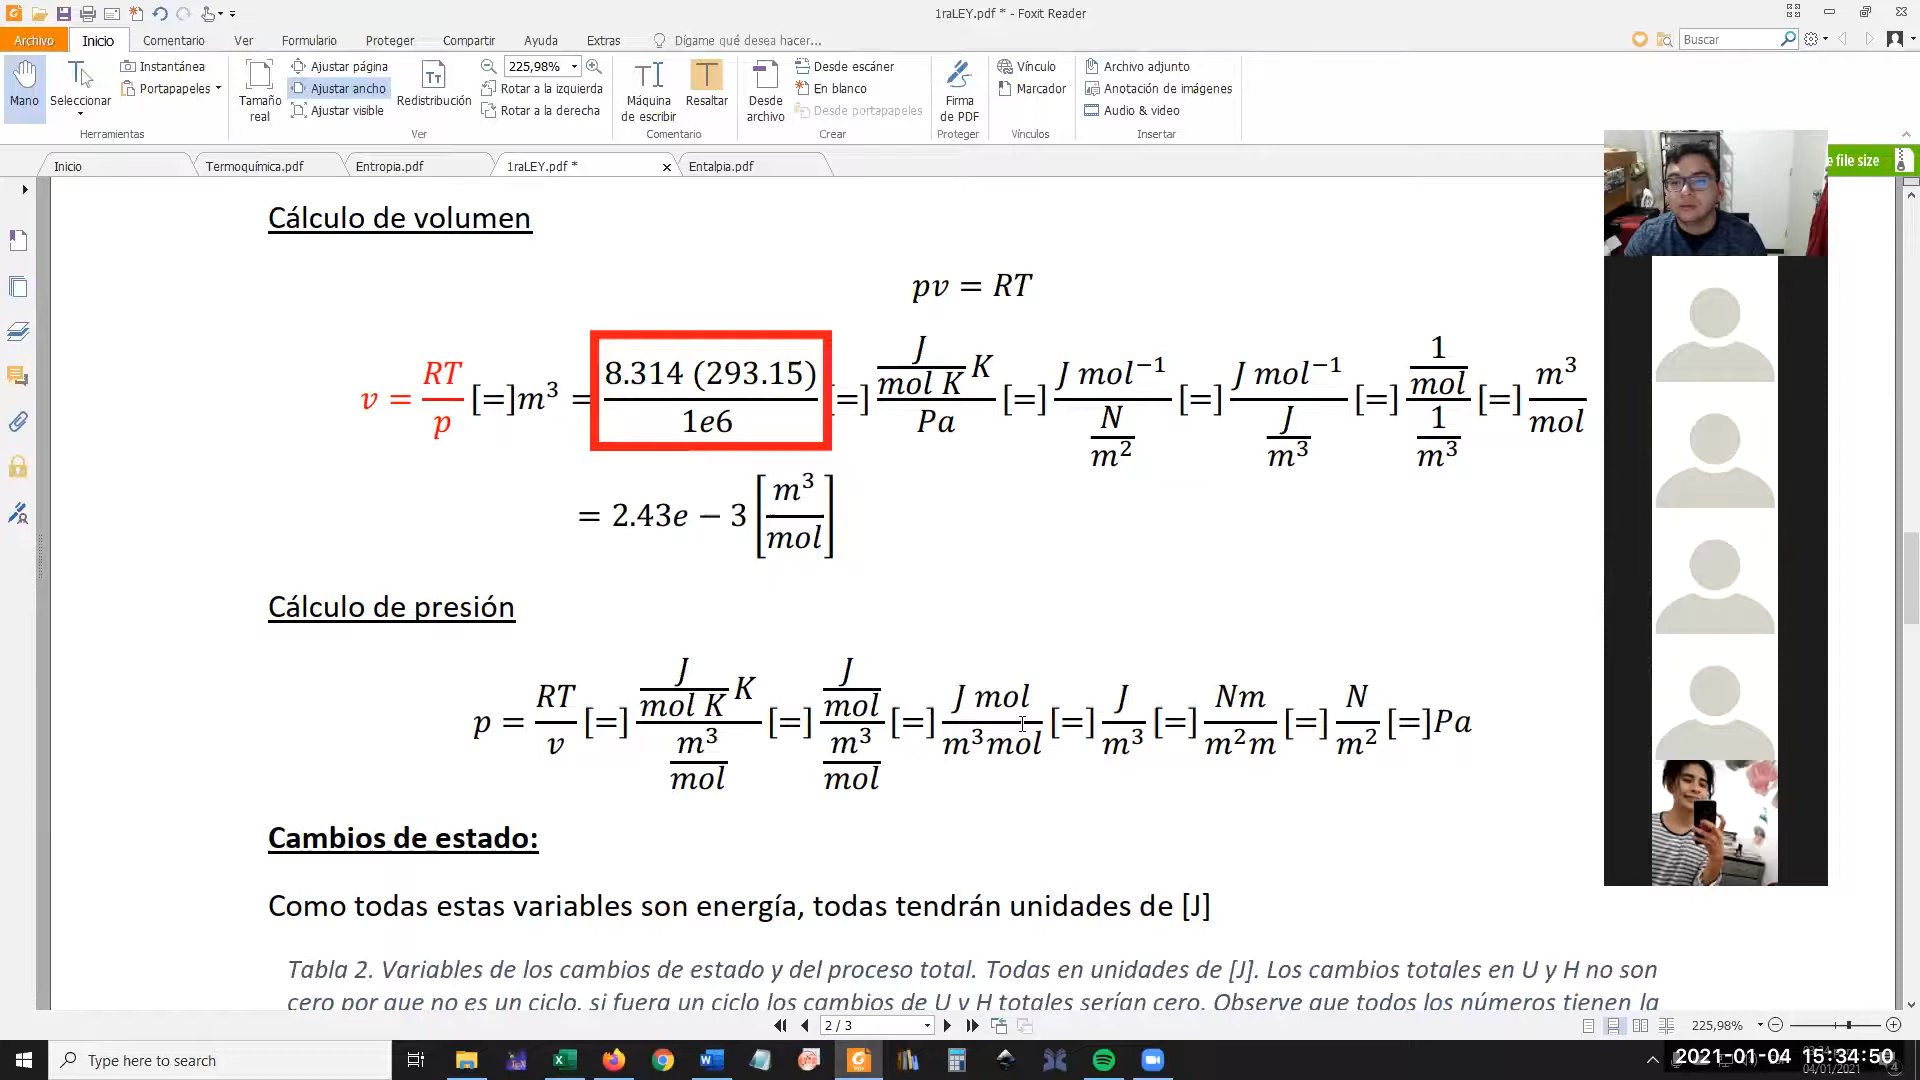 1raLEY.pdf * - Foxit Reader
Archivo Inicio Comentario Ver Formulario Proteger Compartir Ayuda Extras Dígame qué desea hacer... Buscar
Mano
Seleccionar
Instantánea
Portapapeles
Herramientas
Tamaño real
Ajustar página
Ajustar ancho
Ajustar visible
Redistribución
225,98%
Rotar a la izquierda
Rotar a la derecha
Ver
Máquina de escribir
Resaltar
Comentario
Desde archivo
Desde escáner
En blanco
Desde portapapeles
Crear
Firma de PDF
Proteger
Vínculo
Marcador
Vínculos
Archivo adjunto
Anotación de imágenes
Audio & video
Insertar
Inicio Termoquímica.pdf Entropia.pdf 1raLEY.pdf * Entalpia.pdf
e file size
Cálculo de volumen
pv = RT
v = RT/p [=]m³ = 8.314 (293.15)/1e6 [=] (J/(mol K) K)/Pa [=] (J mol⁻¹)/(N/m²) [=] (J mol⁻¹)/(J/m³) [=] (1/mol)/(1/m³) [=] m³/mol
= 2.43e − 3 [m³/mol]
Cálculo de presión
p = RT/v [=] (J/(mol K) K)/(m³/mol) [=] (J/mol)/(m³/mol) [=] J mol/m³mol [=] J/m³ [=] Nm/m²m [=] N/m² [=]Pa
Cambios de estado:
Como todas estas variables son energía, todas tendrán unidades de [J]
Tabla 2. Variables de los cambios de estado y del proceso total. Todas en unidades de [J]. Los cambios totales en U y H no son
cero por que no es un ciclo, si fuera un ciclo los cambios de U y H totales serían cero. Observe que todos los números tienen la
2 / 3
225,98%
Type here to search
2021-01-04 15:34:50
04/01/2021